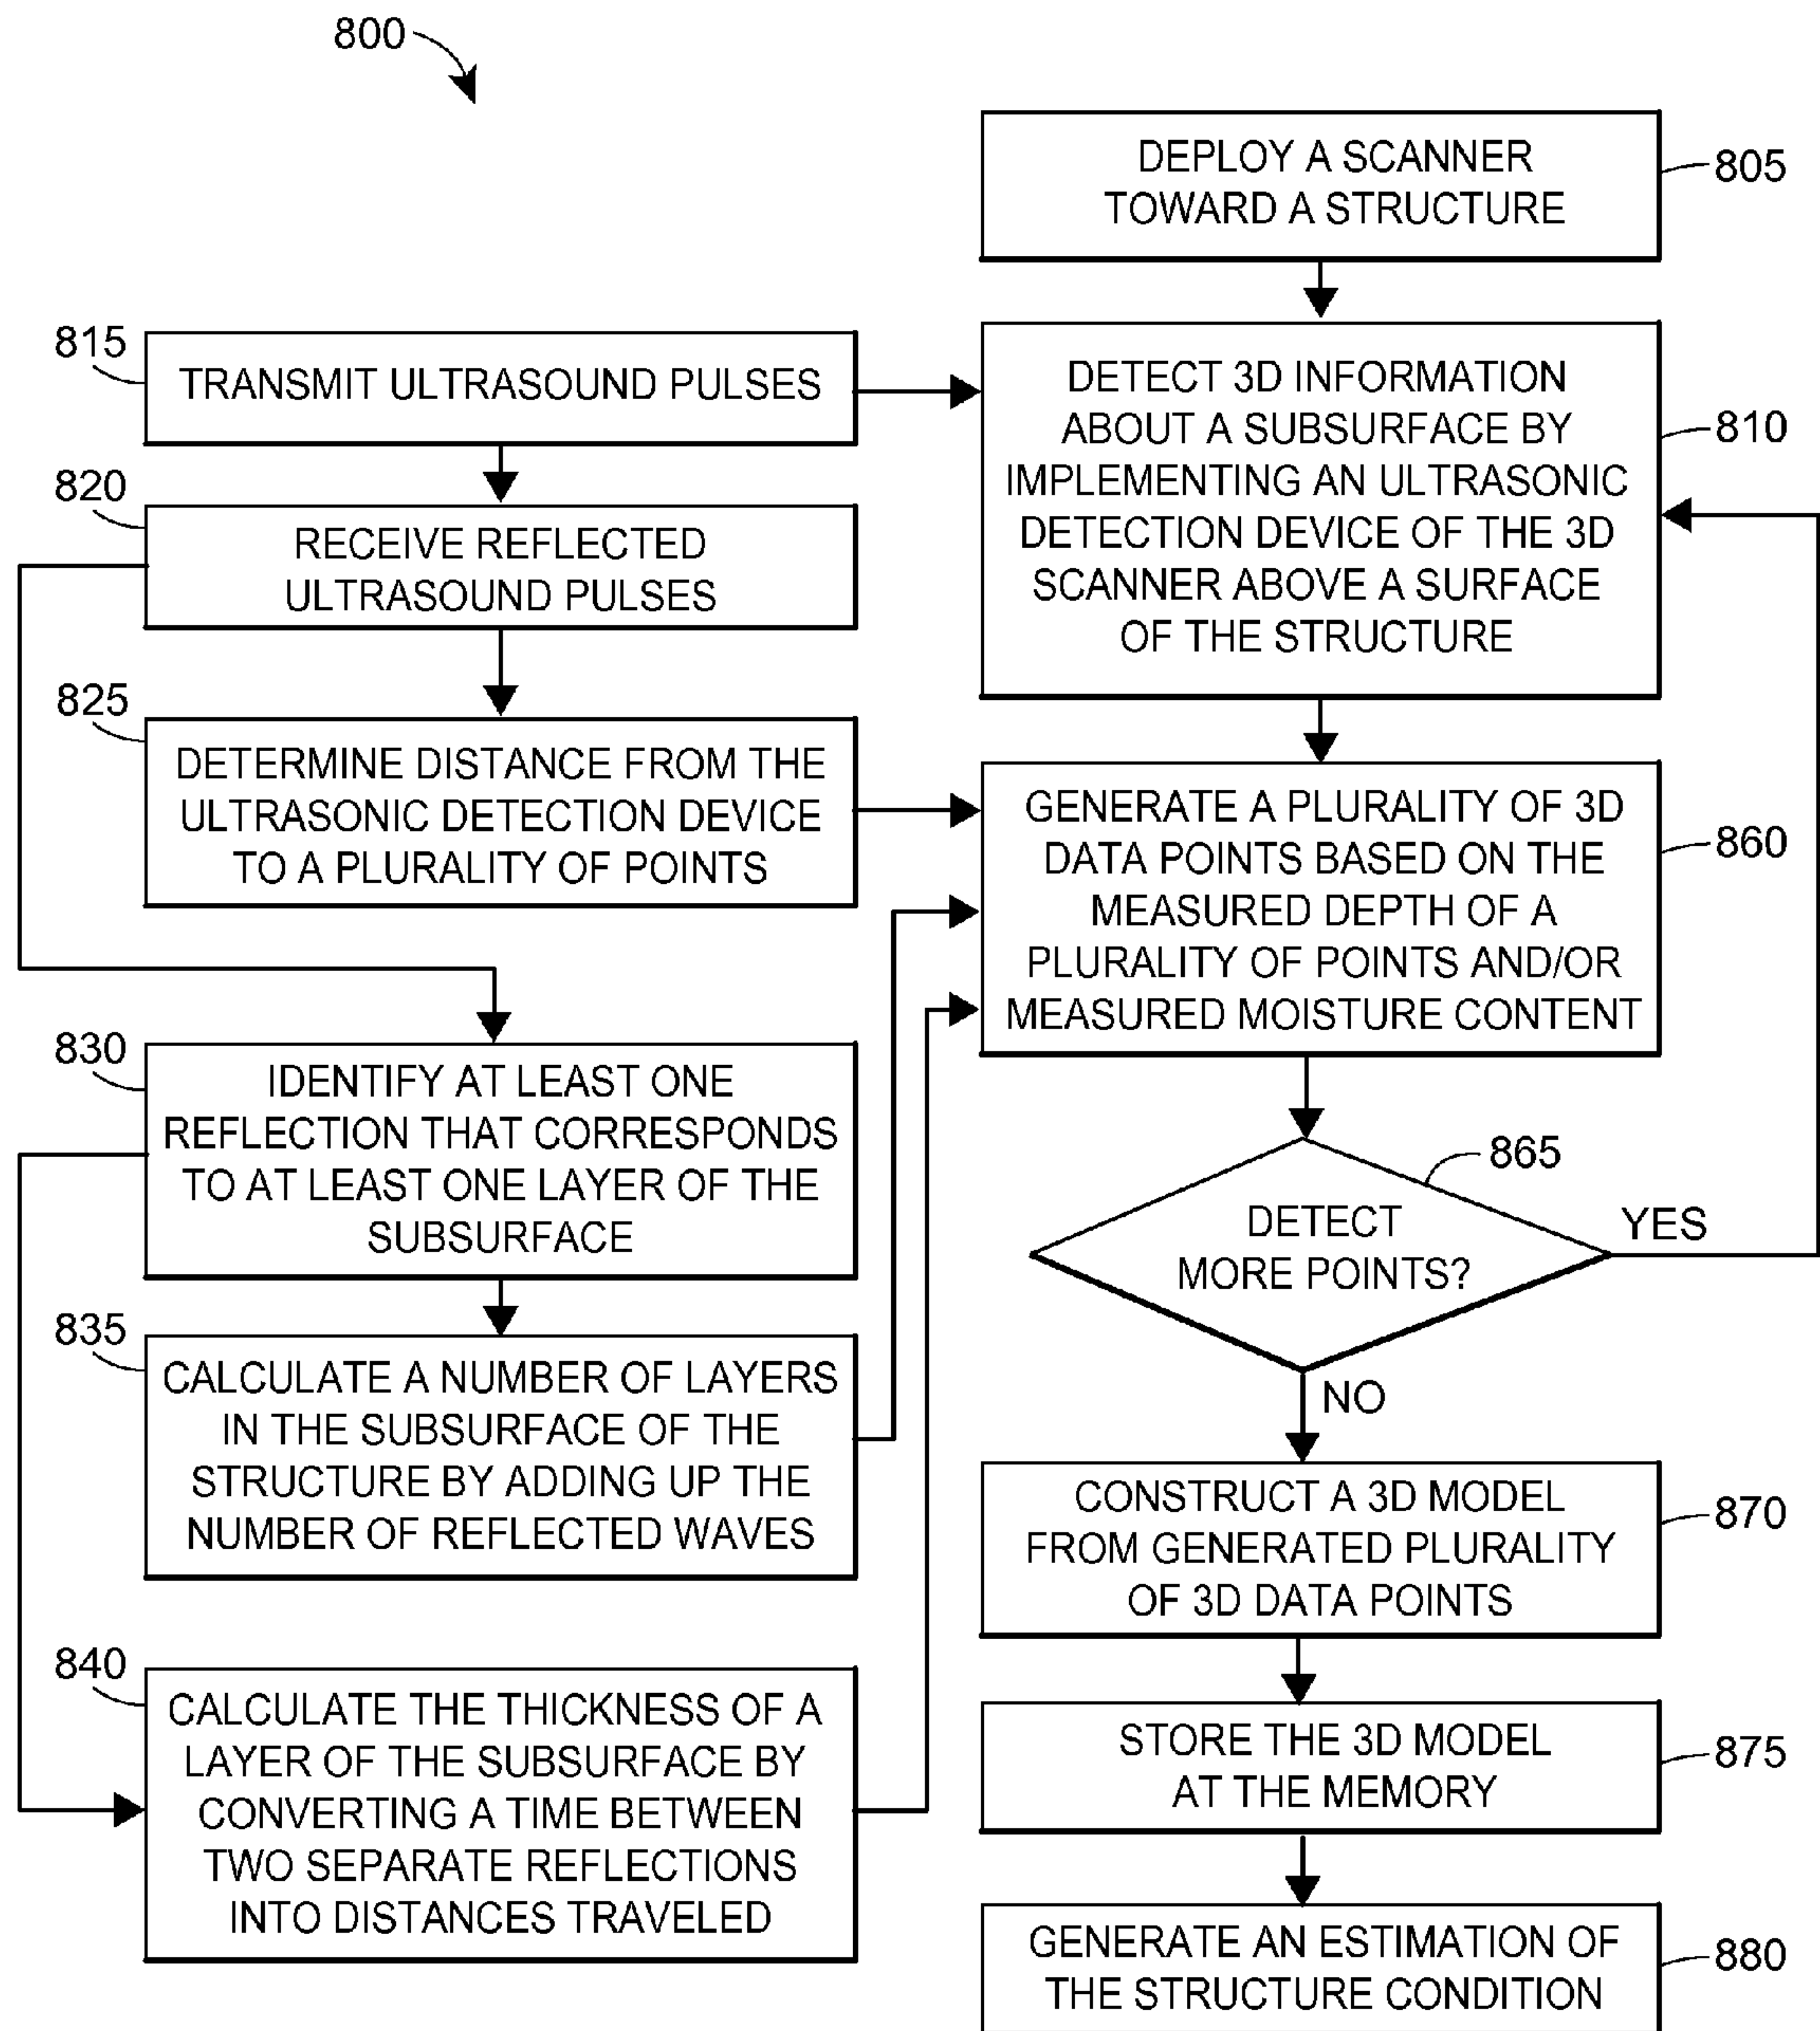 800
DEPLOY A SCANNER
TOWARD A STRUCTURE
805
815
TRANSMIT ULTRASOUND PULSES
DETECT 3D INFORMATION
ABOUT A SUBSURFACE BY
IMPLEMENTING AN ULTRASONIC
DETECTION DEVICE OF THE 3D
SCANNER ABOVE A SURFACE
OF THE STRUCTURE
810
820
RECEIVE REFLECTED
ULTRASOUND PULSES
825
DETERMINE DISTANCE FROM THE
ULTRASONIC DETECTION DEVICE
TO A PLURALITY OF POINTS
GENERATE A PLURALITY OF 3D
DATA POINTS BASED ON THE
MEASURED DEPTH OF A
PLURALITY OF POINTS AND/OR
MEASURED MOISTURE CONTENT
860
830
IDENTIFY AT LEAST ONE
REFLECTION THAT CORRESPONDS
TO AT LEAST ONE LAYER OF THE
SUBSURFACE
865
DETECT
MORE POINTS?
YES
NO
835
CALCULATE A NUMBER OF LAYERS
IN THE SUBSURFACE OF THE
STRUCTURE BY ADDING UP THE
NUMBER OF REFLECTED WAVES
CONSTRUCT A 3D MODEL
FROM GENERATED PLURALITY
OF 3D DATA POINTS
870
840
CALCULATE THE THICKNESS OF A
LAYER OF THE SUBSURFACE BY
CONVERTING A TIME BETWEEN
TWO SEPARATE REFLECTIONS
INTO DISTANCES TRAVELED
STORE THE 3D MODEL
AT THE MEMORY
875
GENERATE AN ESTIMATION OF
THE STRUCTURE CONDITION
880